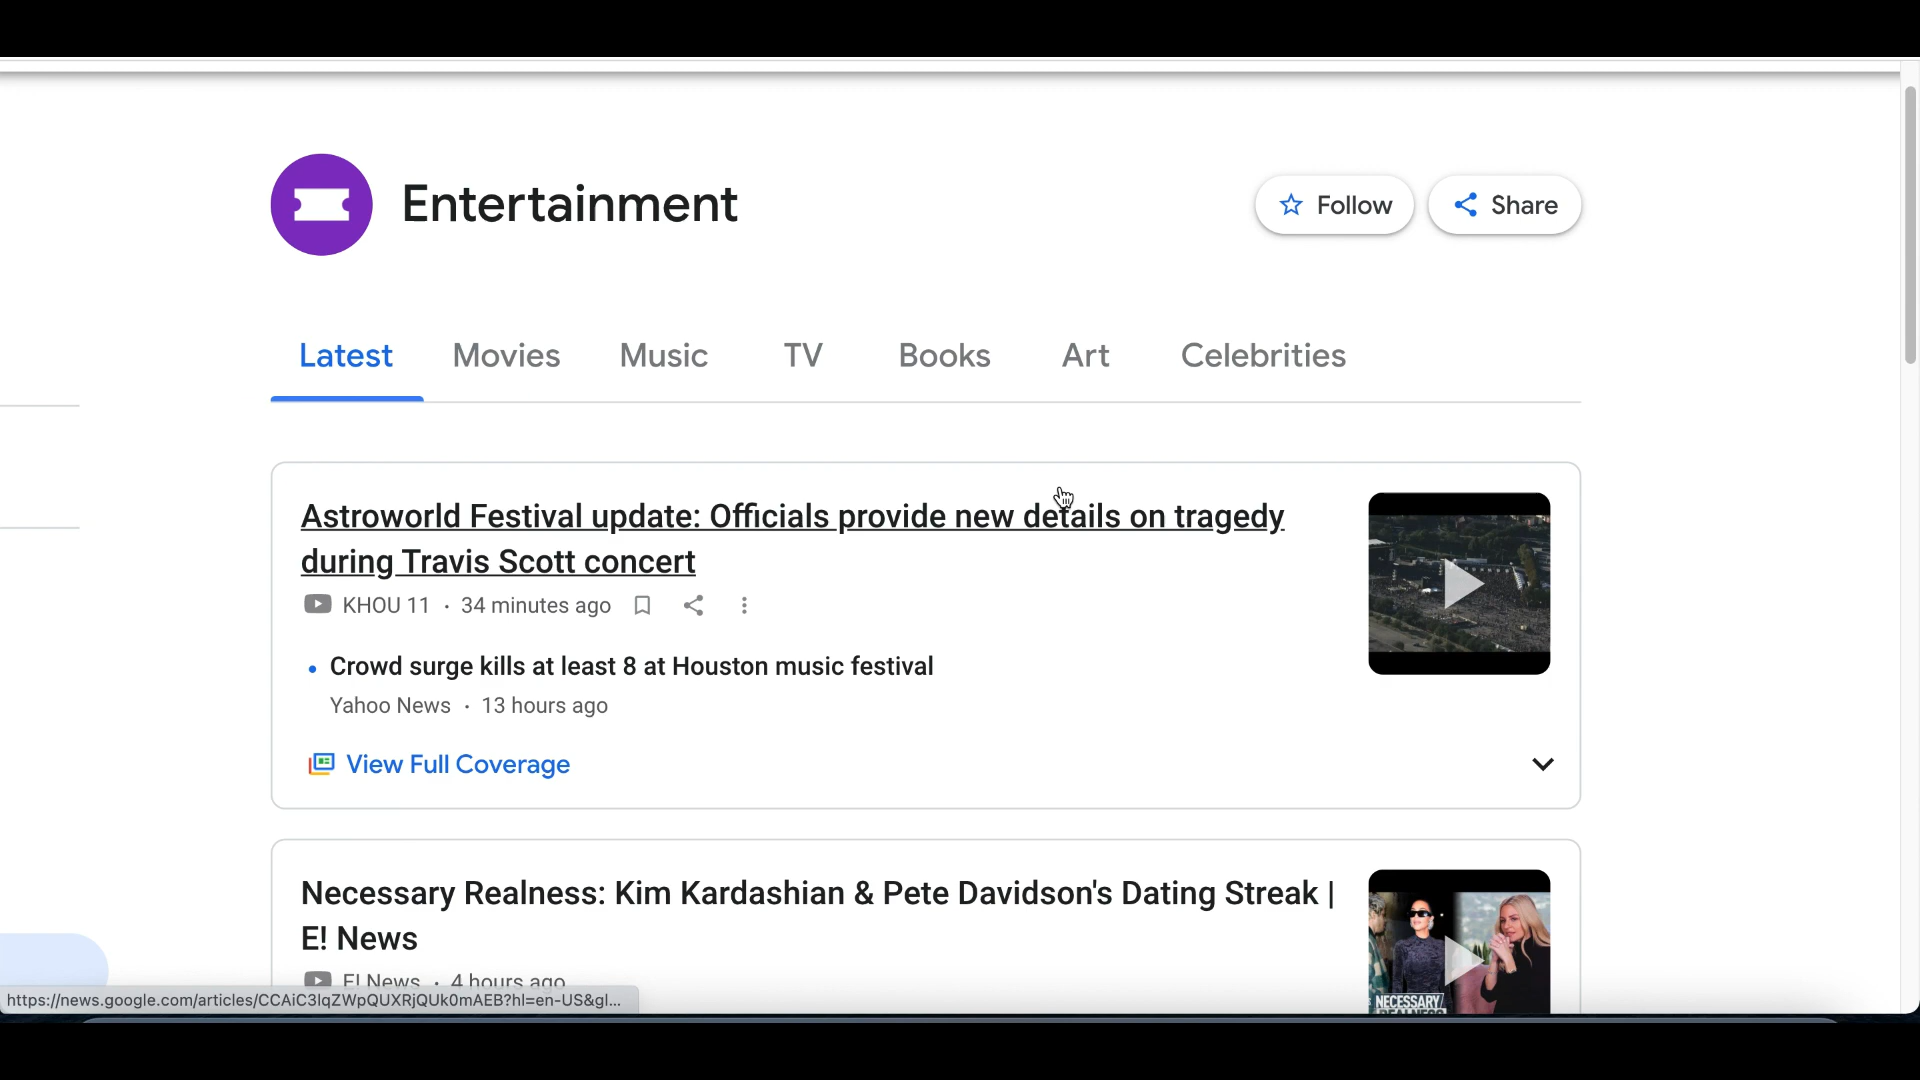 Entertainment
Follow
Share
Latest
Movies
Music
TV
Books
Art
Celebrities
Astroworld Festival update: Officials provide new details on tragedy
during Travis Scott concert
KHOU 11 · 34 minutes ago
Crowd surge kills at least 8 at Houston music festival
Yahoo News · 13 hours ago
View Full Coverage
Necessary Realness: Kim Kardashian & Pete Davidson's Dating Streak |
E! News
E! News · 4 hours ago
NECESSARY
REALNESS
https://news.google.com/articles/CCAiC3lqZWpQUXRjQUk0mAEB?hl=en-US&gl...